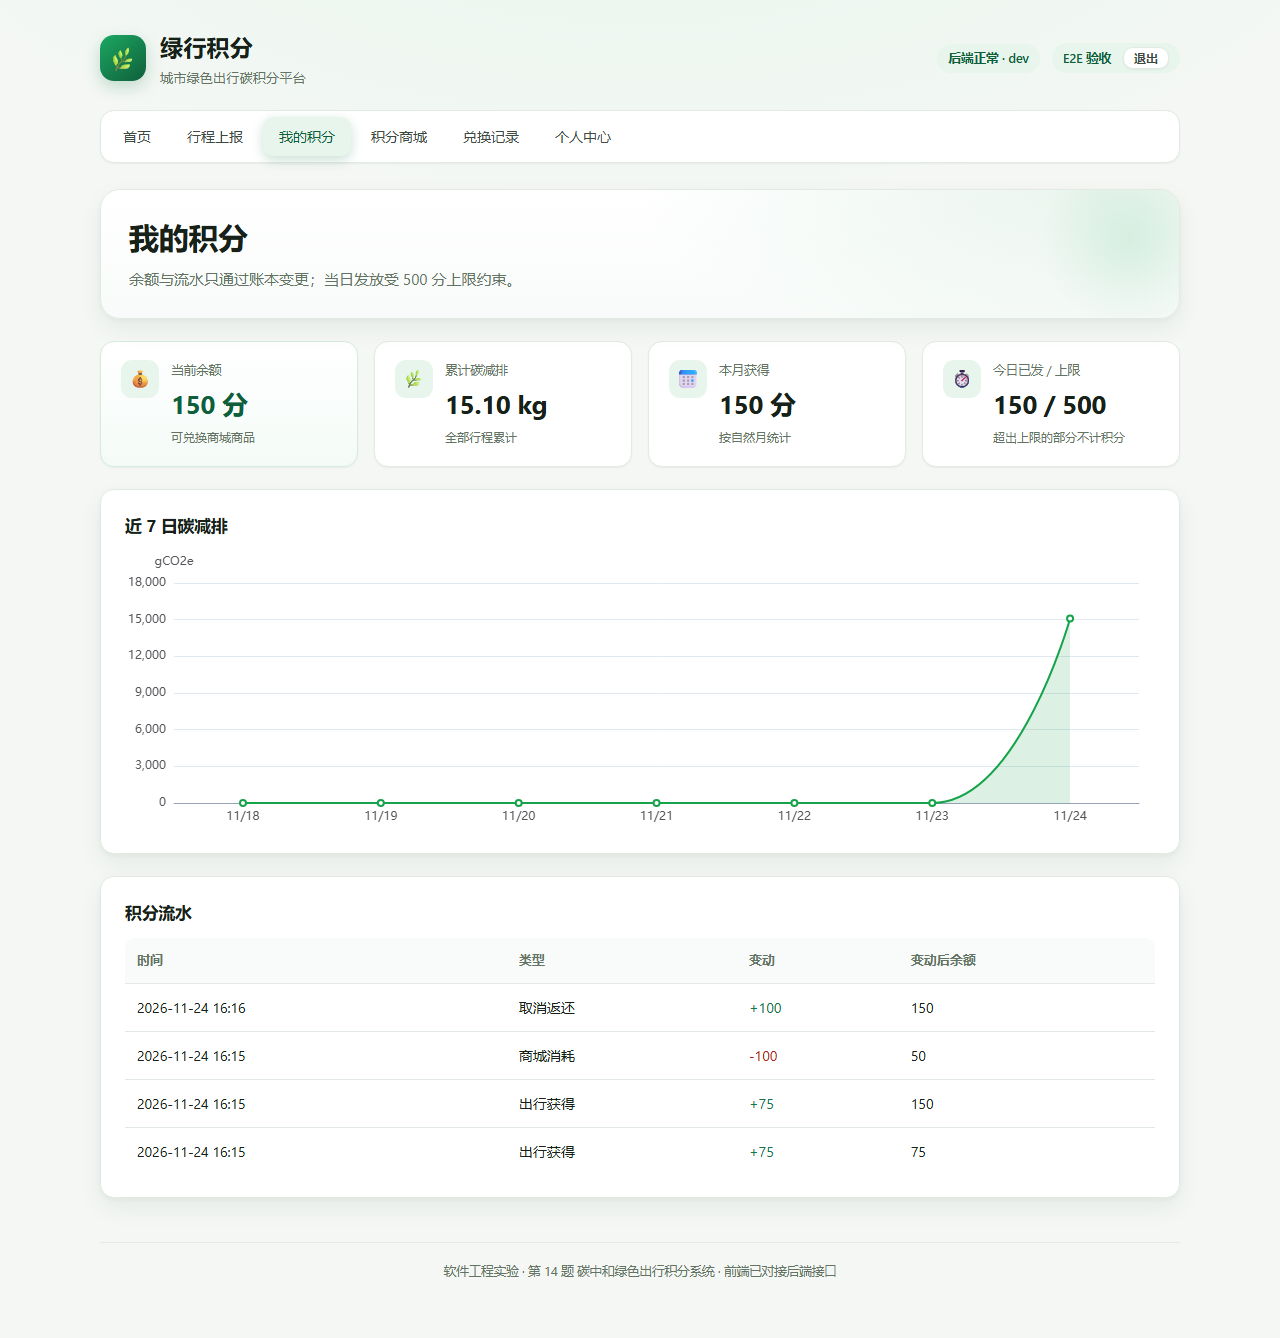 绿行积分
城市绿色出行碳积分平台
后端正常 · dev
E2E 验收
退出
首页
行程上报
我的积分
积分商城
兑换记录
个人中心
我的积分
余额与流水只通过账本变更；当日发放受 500 分上限约束。
当前余额
150 分
可兑换商城商品
累计碳减排
15.10 kg
全部行程累计
本月获得
150 分
按自然月统计
今日已发 / 上限
150 / 500
超出上限的部分不计积分
近 7 日碳减排
gCO2e
18,000
15,000
12,000
9,000
6,000
3,000
0
11/18 11/19 11/20 11/21 11/22 11/23 11/24
积分流水
时间 类型 变动 变动后余额
2026-11-24 16:16 取消返还 +100 150
2026-11-24 16:15 商城消耗 -100 50
2026-11-24 16:15 出行获得 +75 150
2026-11-24 16:15 出行获得 +75 75
软件工程实验 · 第 14 题 碳中和绿色出行积分系统 · 前端已对接后端接口